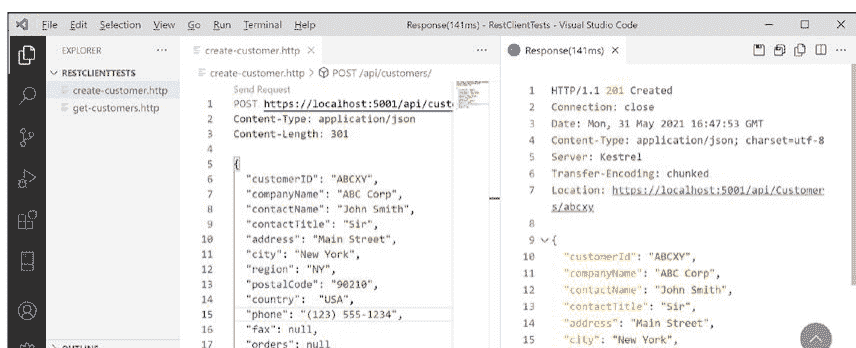 File Edit Selection View Go Run Terminal Help
Response(141ms) - RestClientTests - Visual Studio Code
EXPLORER ...
RESTCLIENTTESTS
create-customer.http
get-customers.http
create-customer.http ...
create-customer.http > POST /api/customers/
Send Request
1 POST https://localhost:5001/api/cust
2 Content-Type: application/json
3 Content-Length: 301
4
5 {
6 "customerID": "ABCXY",
7 "companyName": "ABC Corp",
8 "contactName": "John Smith",
9 "contactTitle": "Sir",
10 "address": "Main Street",
11 "city": "New York",
12 "region": "NY",
13 "postalCode": "90210",
14 "country":  "USA",
15 "phone": "(123) 555-1234",
16 "fax": null,
17 "orders": null
Response(141ms) ...
1 HTTP/1.1 201 Created
2 Connection: close
3 Date: Mon, 31 May 2021 16:47:53 GMT
4 Content-Type: application/json; charset=utf-8
5 Server: Kestrel
6 Transfer-Encoding: chunked
7 Location: https://localhost:5001/api/Customer
s/abcxy
8
9 {
10 "customerId": "ABCXY",
11 "companyName": "ABC Corp",
12 "contactName": "John Smith",
13 "contactTitle": "Sir",
14 "address": "Main Street",
15 "city": "New York",